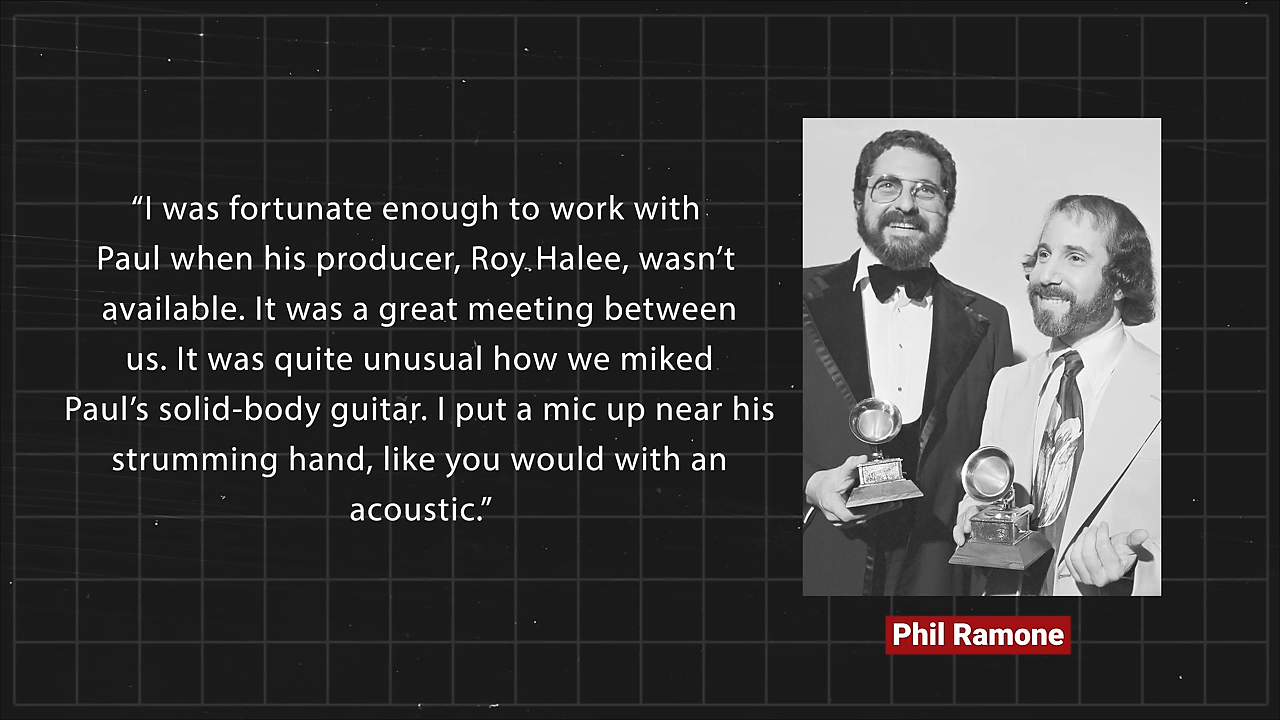 “I was fortunate enough to work with
Paul when his producer, Roy Halee, wasn’t
available. It was a great meeting between
us. It was quite unusual how we miked
Paul’s solid-body guitar. I put a mic up near his
strumming hand, like you would with an
acoustic.”
Phil Ramone